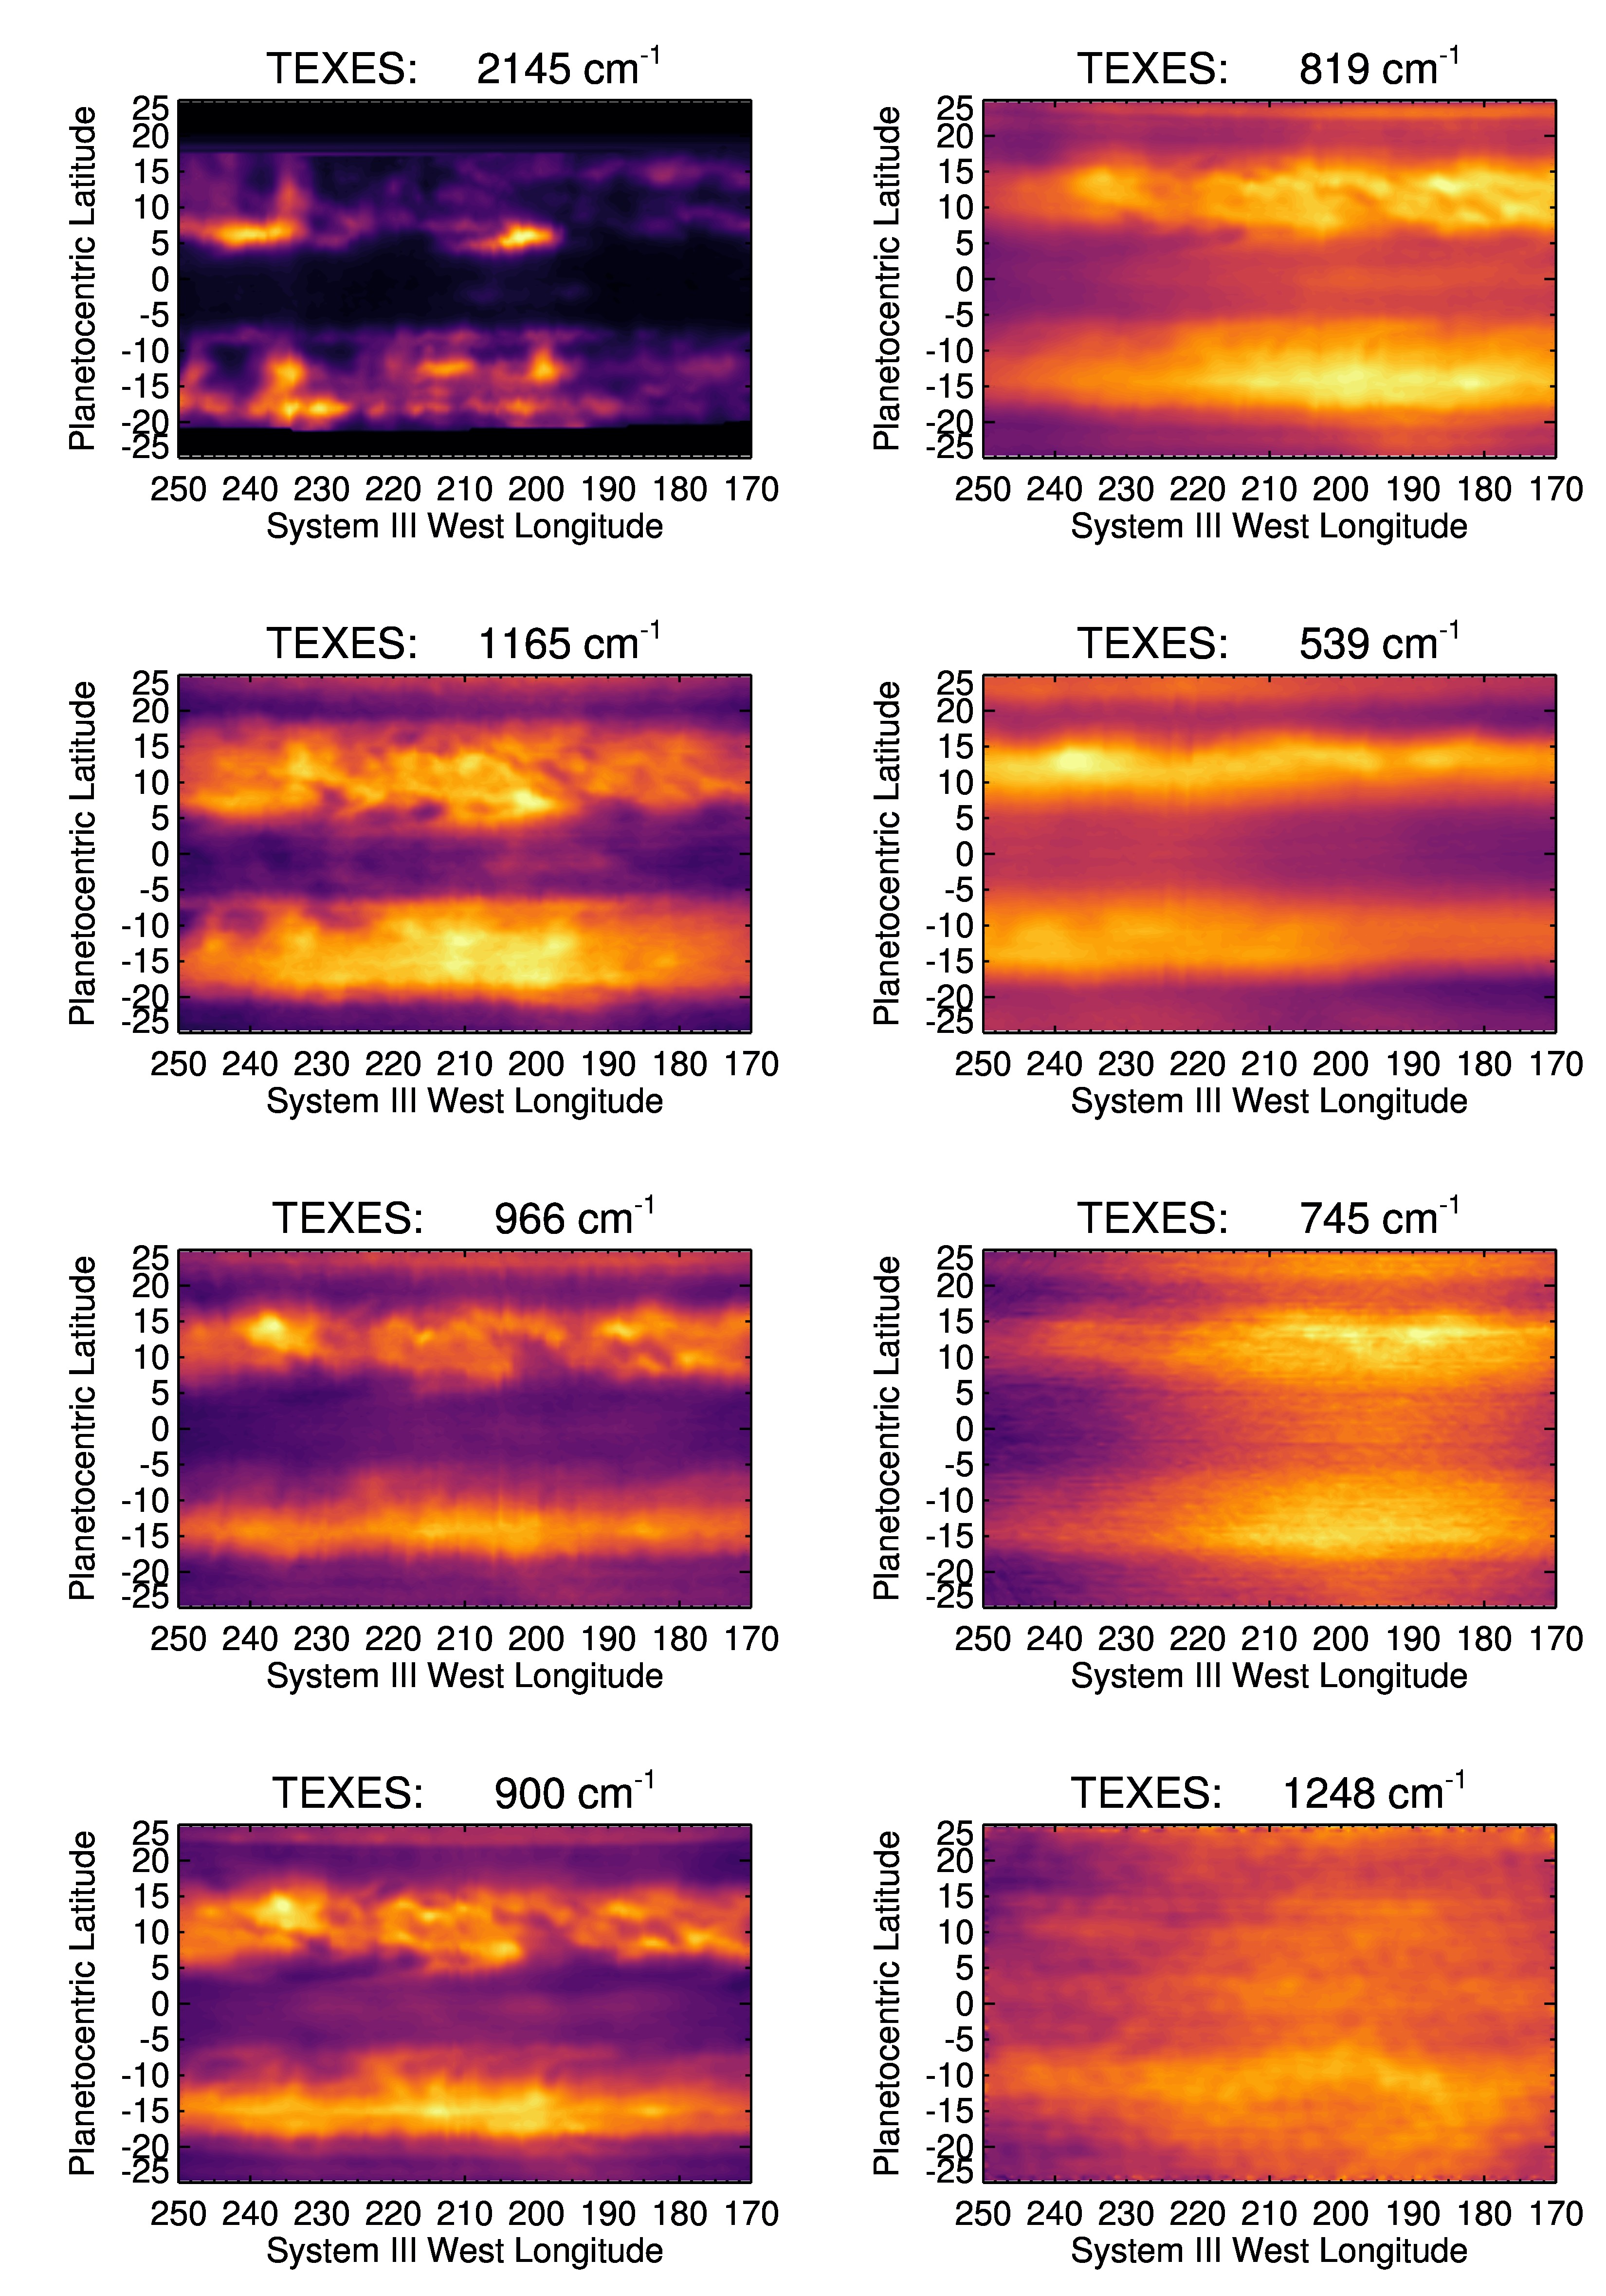 TEXES: 2145 cm⁻¹
Planetocentric Latitude
25
20
15
10
5
0
-5
-10
-15
-20
-25
250 240 230 220 210 200 190 180 170
System III West Longitude
TEXES: 819 cm⁻¹
Planetocentric Latitude
25
20
15
10
5
0
-5
-10
-15
-20
-25
250 240 230 220 210 200 190 180 170
System III West Longitude
TEXES: 1165 cm⁻¹
Planetocentric Latitude
25
20
15
10
5
0
-5
-10
-15
-20
-25
250 240 230 220 210 200 190 180 170
System III West Longitude
TEXES: 539 cm⁻¹
Planetocentric Latitude
25
20
15
10
5
0
-5
-10
-15
-20
-25
250 240 230 220 210 200 190 180 170
System III West Longitude
TEXES: 966 cm⁻¹
Planetocentric Latitude
25
20
15
10
5
0
-5
-10
-15
-20
-25
250 240 230 220 210 200 190 180 170
System III West Longitude
TEXES: 745 cm⁻¹
Planetocentric Latitude
25
20
15
10
5
0
-5
-10
-15
-20
-25
250 240 230 220 210 200 190 180 170
System III West Longitude
TEXES: 900 cm⁻¹
Planetocentric Latitude
25
20
15
10
5
0
-5
-10
-15
-20
-25
250 240 230 220 210 200 190 180 170
System III West Longitude
TEXES: 1248 cm⁻¹
Planetocentric Latitude
25
20
15
10
5
0
-5
-10
-15
-20
-25
250 240 230 220 210 200 190 180 170
System III West Longitude